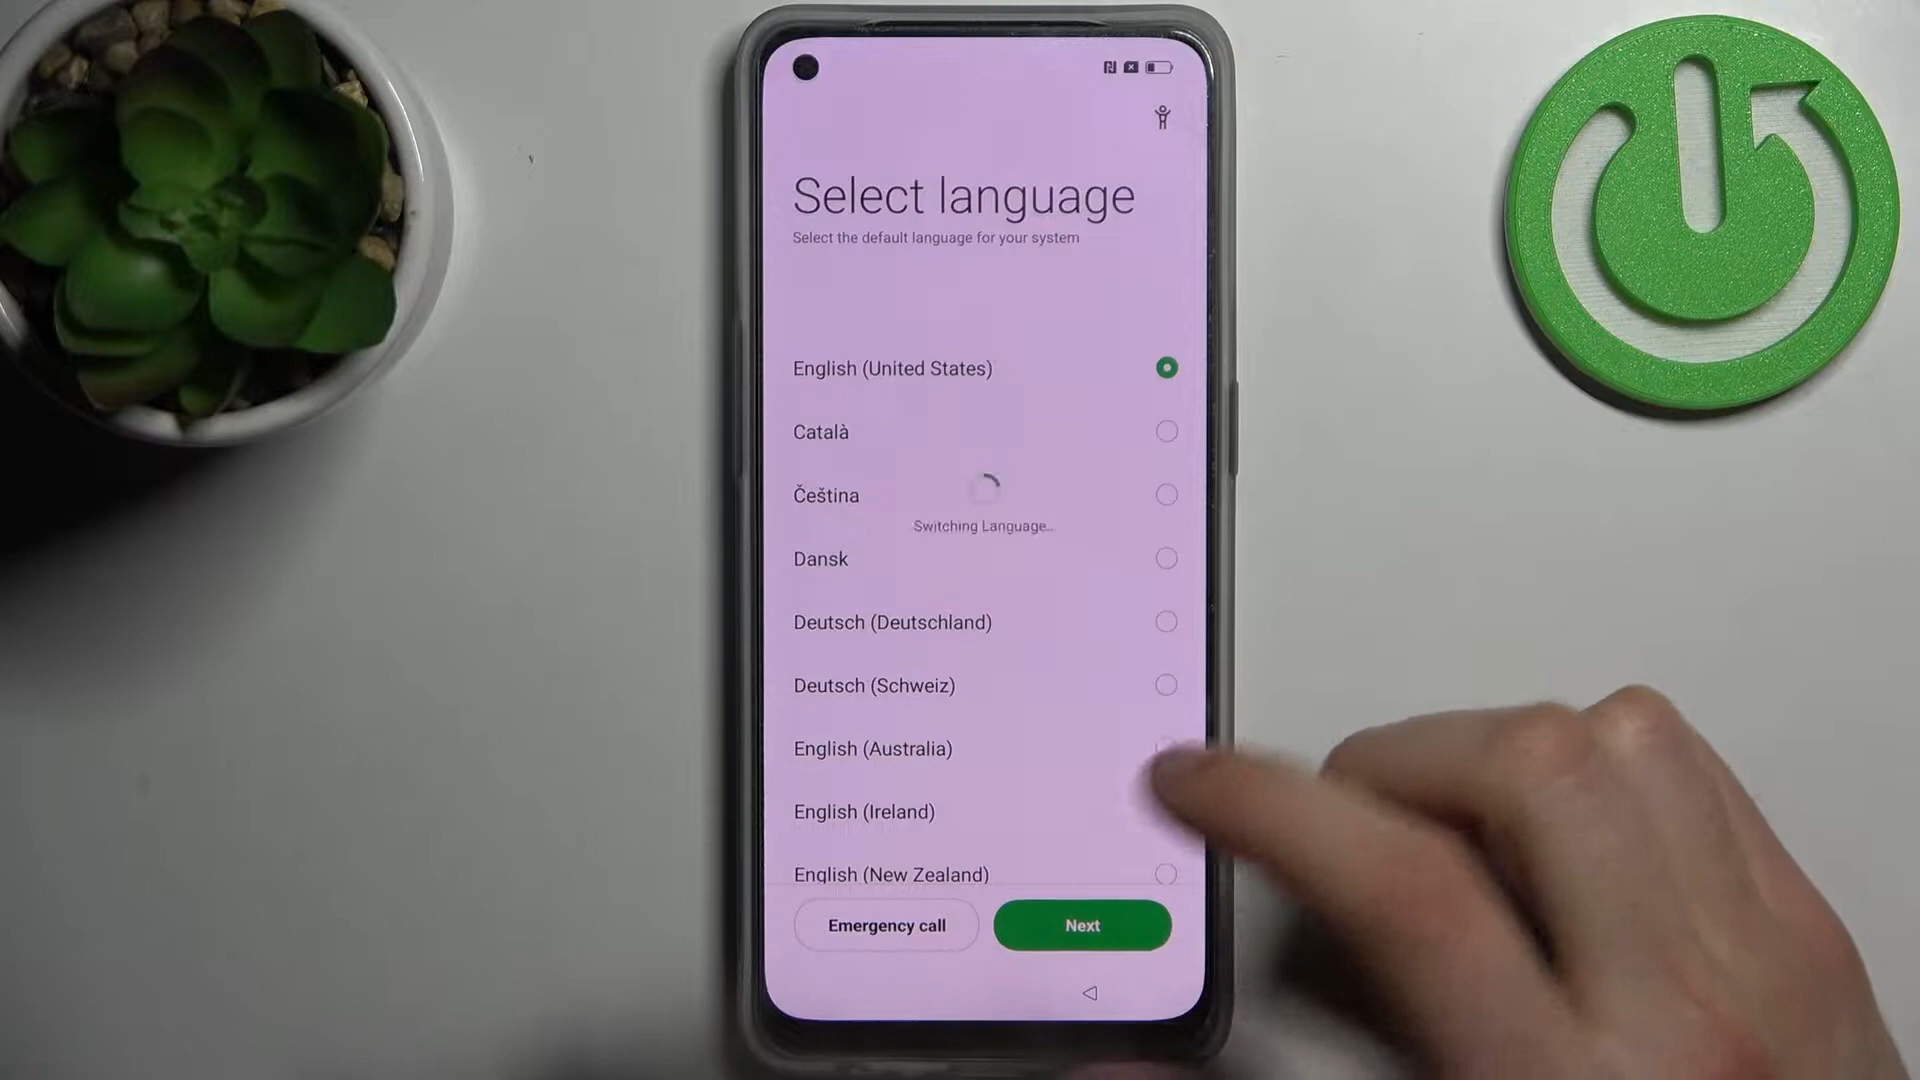 Select language
Select the default language for your system
English (United States)
Català
Čeština
Switching Language...
Dansk
Deutsch (Deutschland)
Deutsch (Schweiz)
English (Australia)
English (Ireland)
English (New Zealand)
Emergency call
Next